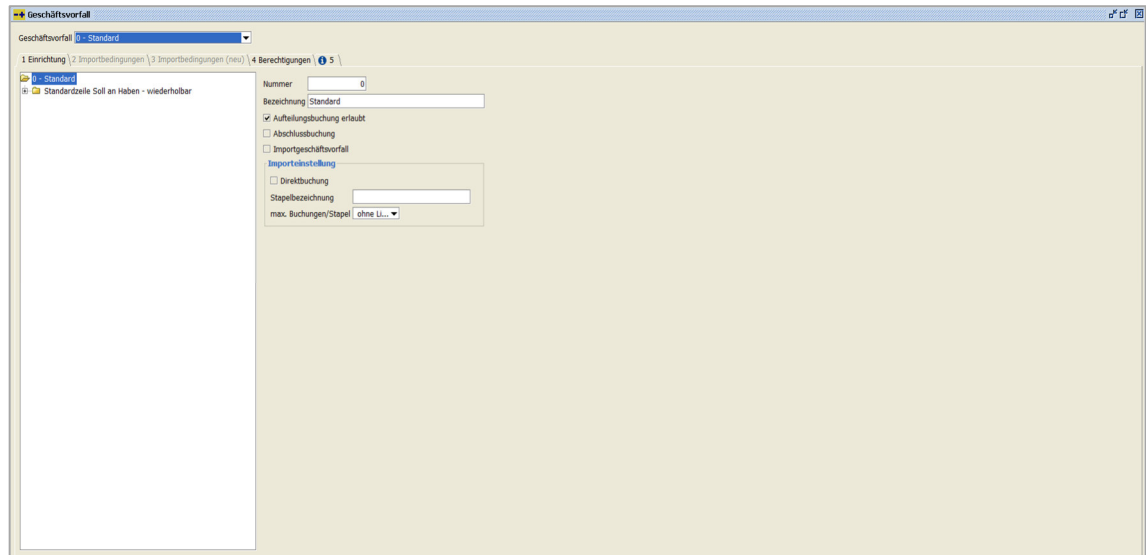 Geschäftsvorfall
Geschäftsvorfall 0 - Standard
1 Einrichtung 2 Importbedingungen 3 Importbedingungen (neu) 4 Berechtigungen 5
0 - Standard
Standardzeile Soll an Haben - wiederholbar
Nummer 0
Bezeichnung Standard
Aufteilungsbuchung erlaubt
Abschlussbuchung
Importgeschäftsvorfall
Importeinstellung
Direktbuchung
Stapelbezeichnung
max. Buchungen/Stapel ohne Li...